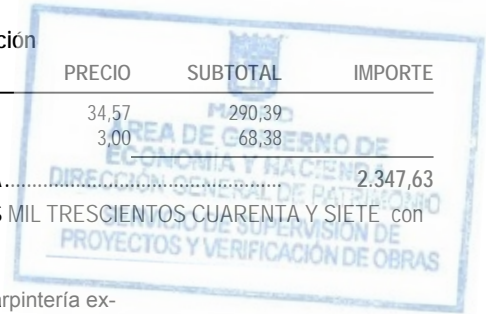 ción
PRECIO SUBTOTAL IMPORTE
34,57 290,39
3,00 68,38
A.................................................. 2.347,63
S MIL TRESCIENTOS CUARENTA Y SIETE con
arpintería ex-
MADRID
ÁREA DE GOBIERNO DE
ECONOMÍA Y HACIENDA
DIRECCIÓN GENERAL DE PATRIMONIO
SERVICIO DE SUPERVISIÓN DE
PROYECTOS Y VERIFICACIÓN DE OBRAS